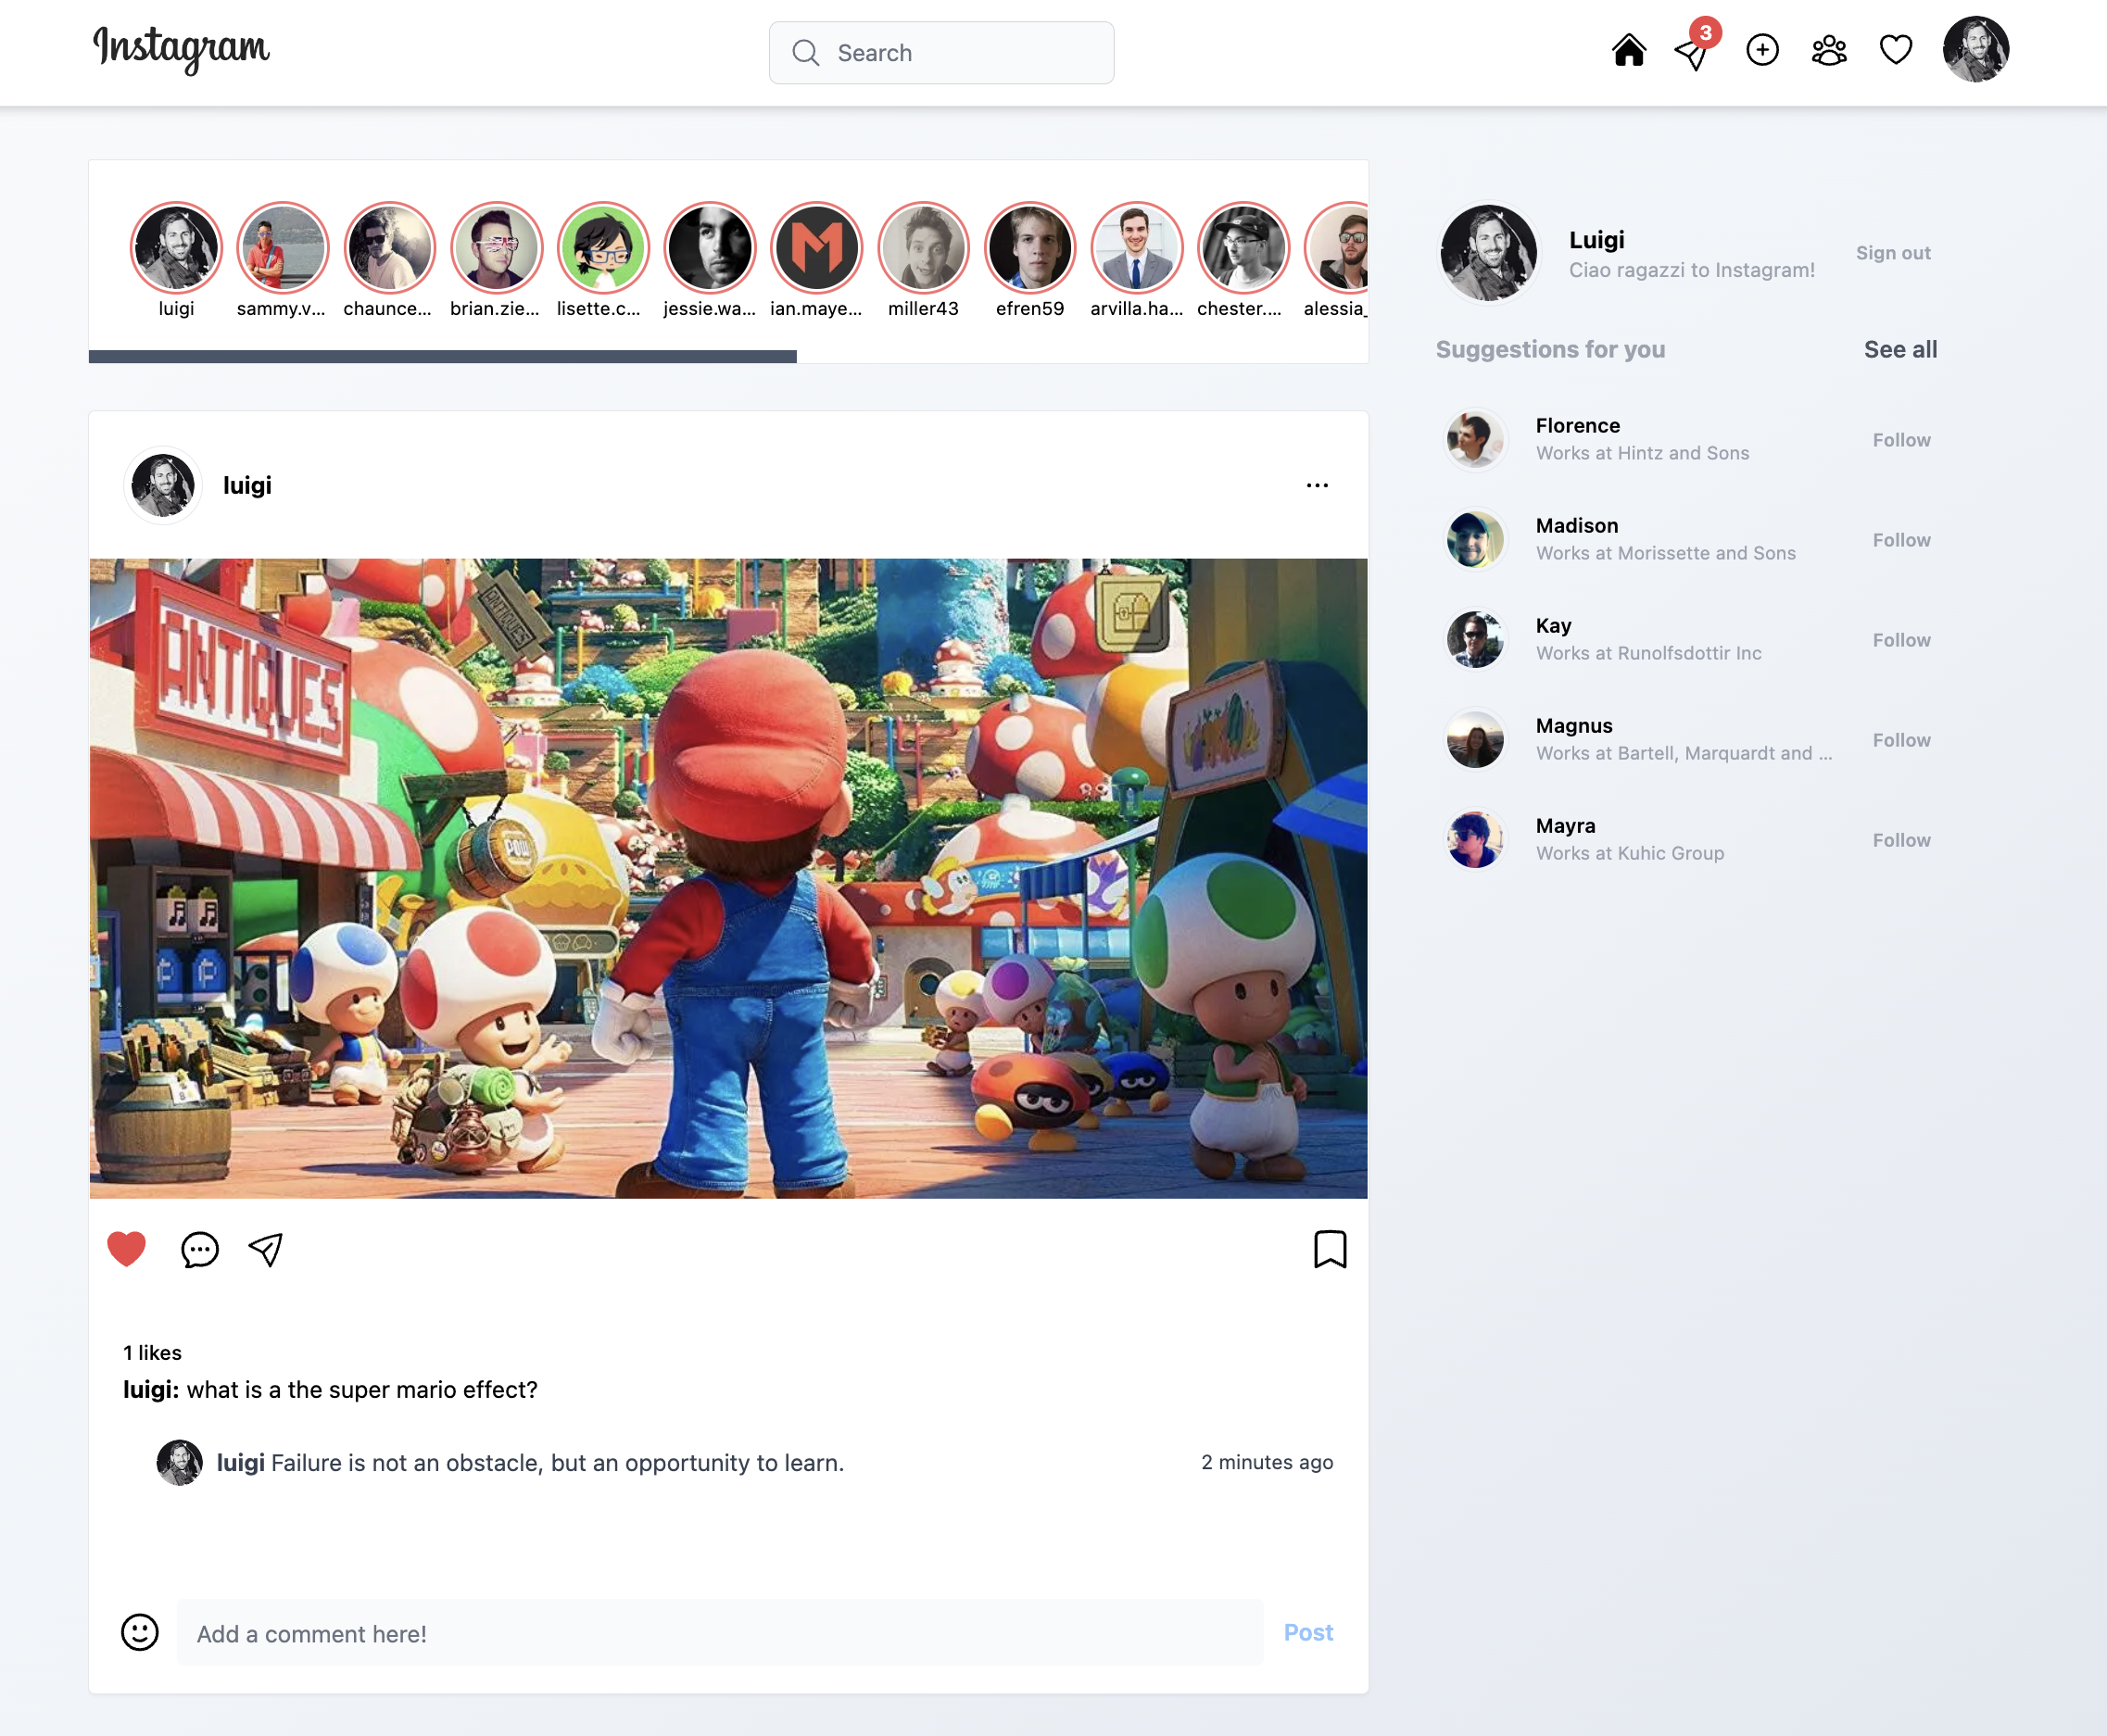 Instagram
Search
3
luigi
sammy.v...
chaunce...
brian.zie...
lisette.c...
jessie.wa...
ian.maye...
miller43
efren59
arvilla.ha...
chester....
alessia_
Luigi
Ciao ragazzi to Instagram!
Sign out
Suggestions for you
See all
Florence
Works at Hintz and Sons
Follow
Madison
Works at Morissette and Sons
Follow
Kay
Works at Runolfsdottir Inc
Follow
Magnus
Works at Bartell, Marquardt and ...
Follow
Mayra
Works at Kuhic Group
Follow
luigi
ANTIQUES
ANTIQUES
POW
1 likes
luigi: what is a the super mario effect?
luigi Failure is not an obstacle, but an opportunity to learn.
2 minutes ago
Add a comment here!
Post